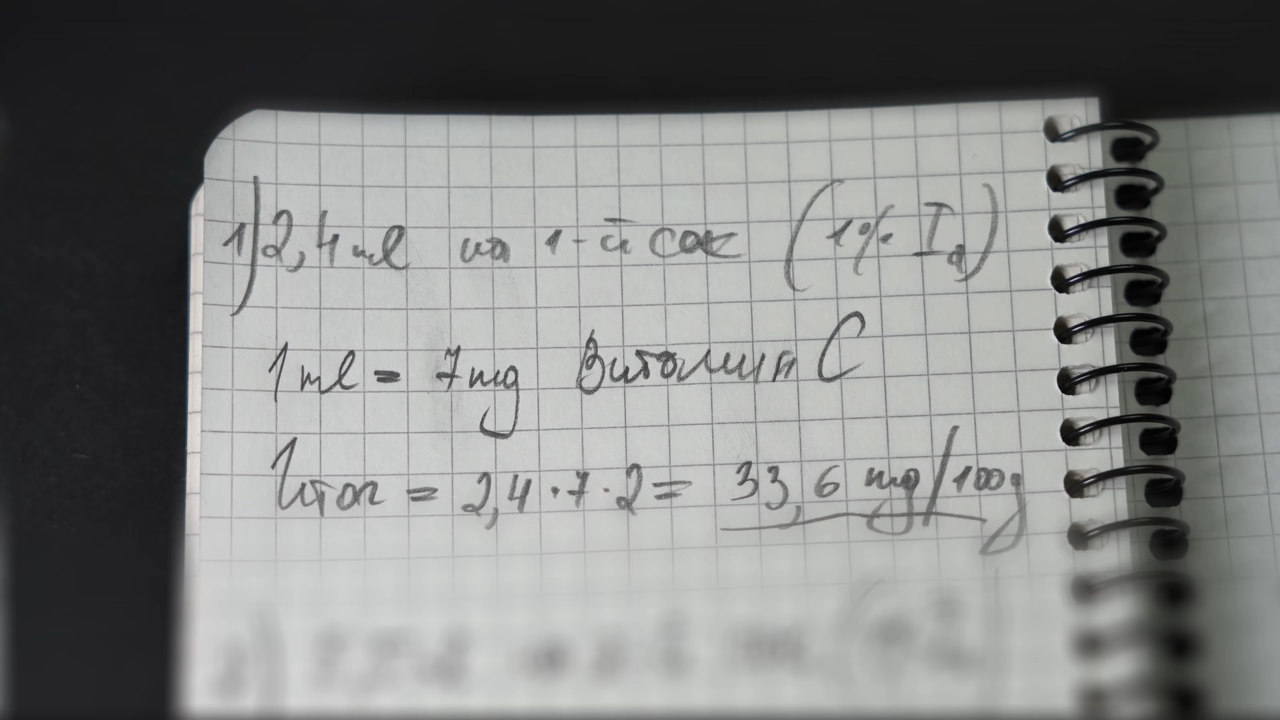 1) 2,4 ml на 1-й сок (1% I₂)
1 ml = 7 mg Витамин С
Итог = 2,4 · 7 · 2 = 33,6 mg/100g